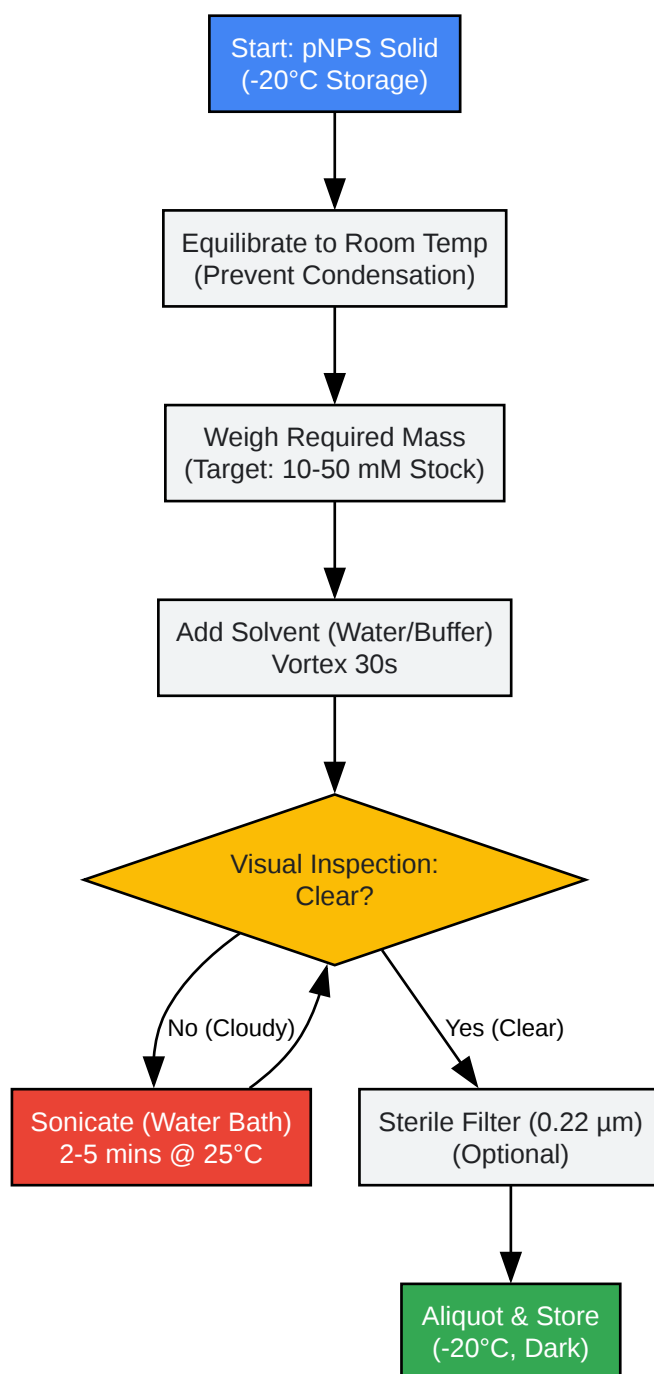 Start: pNPS Solid
(-20°C Storage)
Equilibrate to Room Temp
(Prevent Condensation)
Weigh Required Mass
(Target: 10-50 mM Stock)
Add Solvent (Water/Buffer)
Vortex 30s
Visual Inspection:
Clear?
No (Cloudy)
Yes (Clear)
Sonicate (Water Bath)
2-5 mins @ 25°C
Sterile Filter (0.22 µm)
(Optional)
Aliquot & Store
(-20°C, Dark)